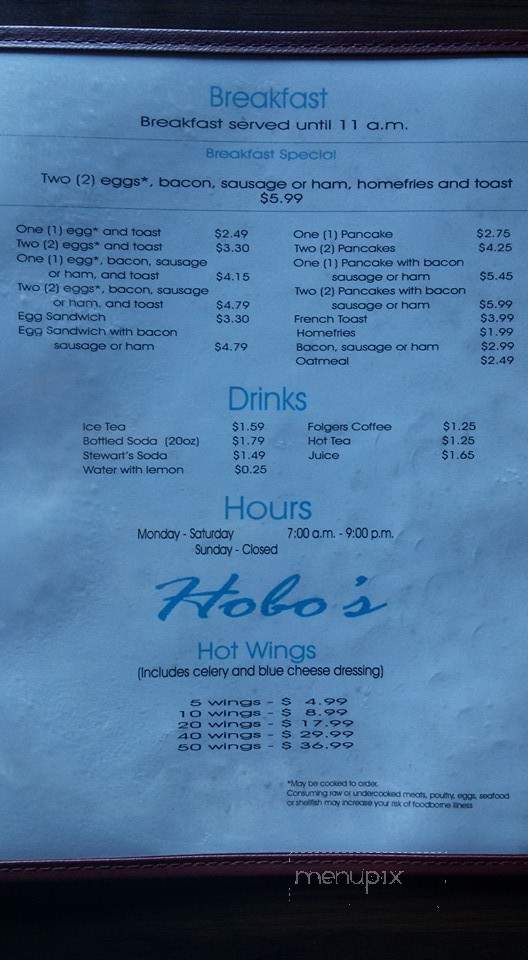 Breakfast
Breakfast served until 11 a.m.
Breakfast Special
Two (2) eggs*, bacon, sausage or ham, homefries and toast
$5.99
One (1) egg* and toast $2.49
Two (2) eggs* and toast $3.30
One (1) egg*, bacon, sausage
or ham, and toast $4.15
Two (2) eggs*, bacon, sausage
or ham, and toast $4.79
Egg Sandwich $3.30
Egg Sandwich with bacon
sausage or ham $4.79
One (1) Pancake $2.75
Two (2) Pancakes $4.25
One (1) Pancake with bacon
sausage or ham $5.45
Two (2) Pancakes with bacon
sausage or ham $5.99
French Toast $3.99
Homefries $1.99
Bacon, sausage or ham $2.99
Oatmeal $2.49
Drinks
Ice Tea $1.59
Bottled Soda (20oz) $1.79
Stewart's Soda $1.49
Water with lemon $0.25
Folgers Coffee $1.25
Hot Tea $1.25
Juice $1.65
Hours
Monday - Saturday 7:00 a.m. - 9:00 p.m.
Sunday - Closed
Hobo's
Hot Wings
(Includes celery and blue cheese dressing)
5 wings - $ 4.99
10 wings - $ 8.99
20 wings - $ 17.99
40 wings - $ 29.99
50 wings - $ 36.99
*May be cooked to order.
Consuming raw or undercooked meats, poultry, eggs, seafood
or shellfish may increase your risk of foodborne illness
menupix